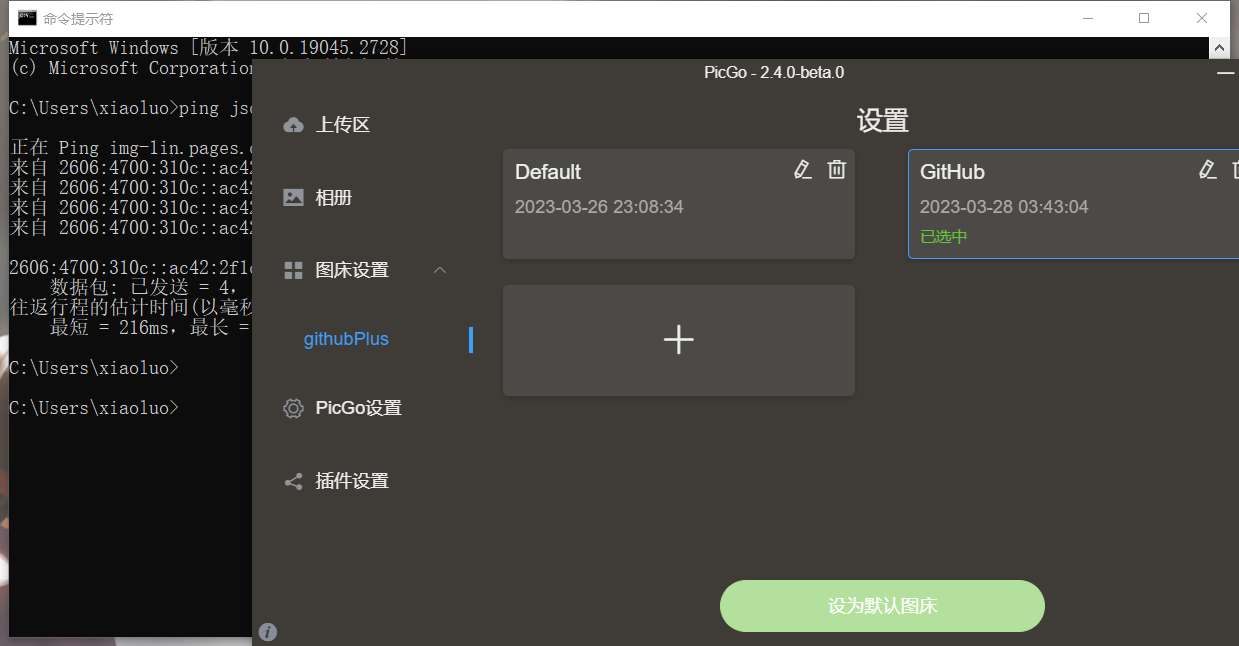 命令提示符
Microsoft Windows [版本 10.0.19045.2728]
(c) Microsoft Corporation
C:\Users\xiaoluo>ping
正在 Ping img-lin.pages.
来自 2606:4700:310c::ac42
来自 2606:4700:310c::ac42
来自 2606:4700:310c::ac42
来自 2606:4700:310c::ac42
2606:4700:310c::ac42:2f1c
数据包: 已发送 = 4,
往返行程的估计时间(以毫秒
最短 = 216ms，最长 =
C:\Users\xiaoluo>
C:\Users\xiaoluo>
PicGo - 2.4.0-beta.0
上传区
相册
图床设置
githubPlus
PicGo设置
插件设置
设置
Default
2023-03-26 23:08:34
GitHub
2023-03-28 03:43:04
已选中
设为默认图床